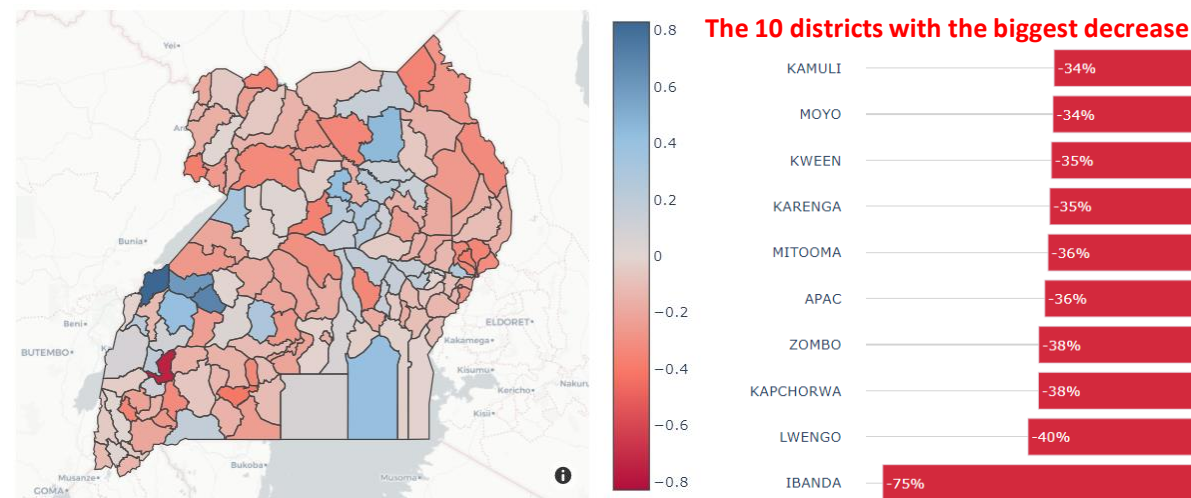 Yei
Bunia
Beni
BUTEMBO
ELDORET
Kakamega
Kisumu
Kericho
Nakuru
Kisii
Bukoba
Musoma
Musanze
GOMA
i
0.8
0.6
0.4
0.2
0
−0.2
−0.4
−0.6
−0.8
The 10 districts with the biggest decrease
KAMULI -34%
MOYO -34%
KWEEN -35%
KARENGA -35%
MITOOMA -36%
APAC -36%
ZOMBO -38%
KAPCHORWA -38%
LWENGO -40%
IBANDA -75%